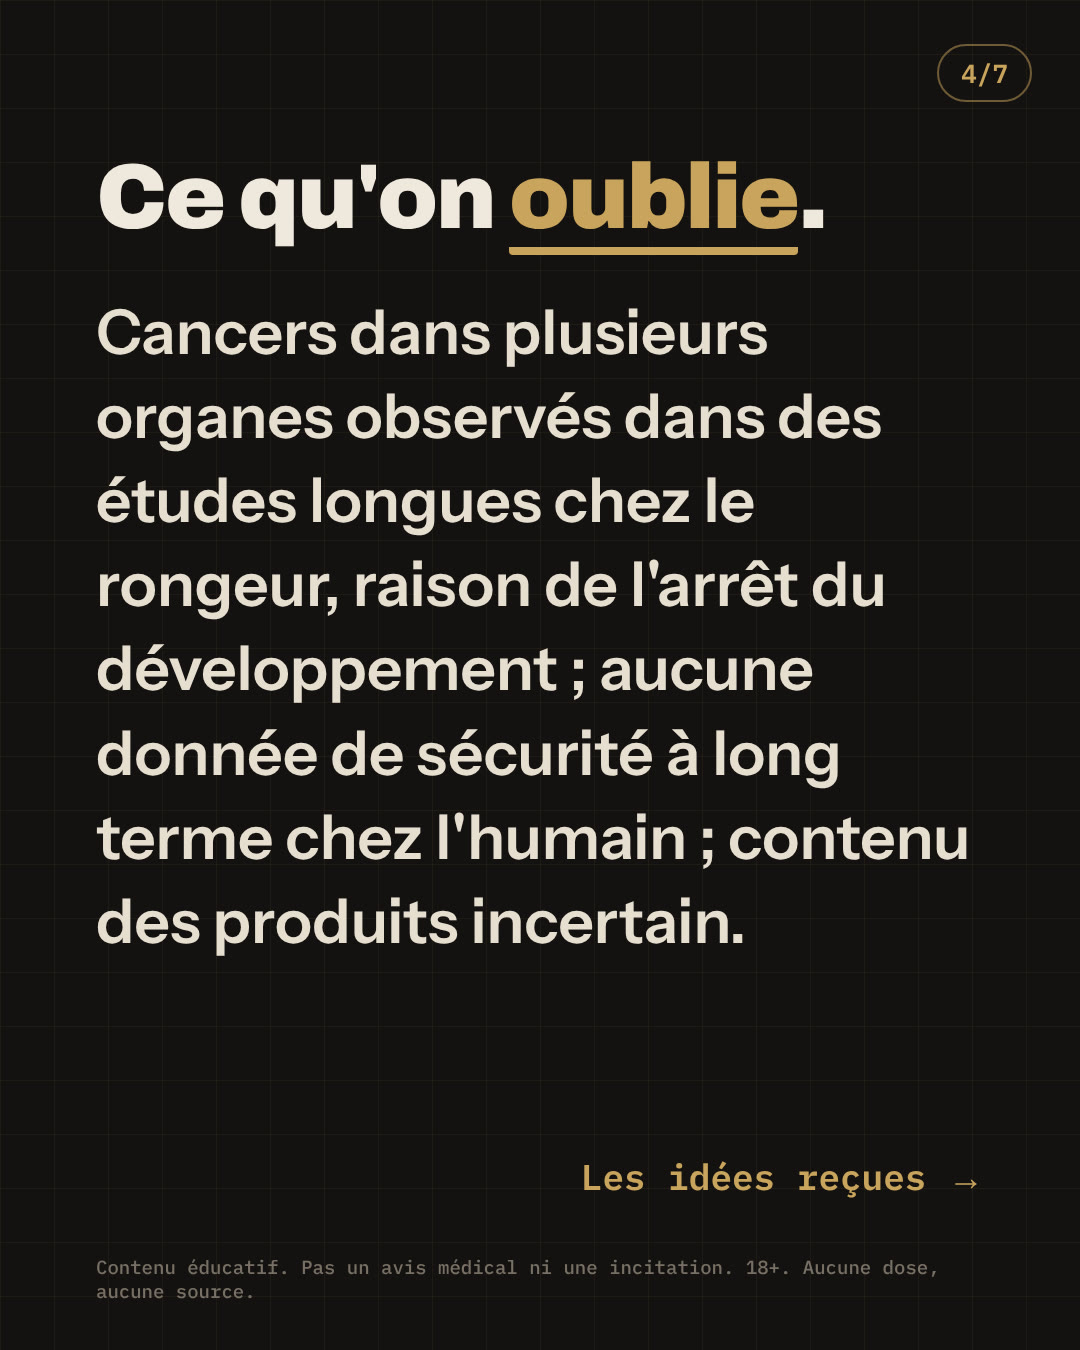 4/7
Ce qu'on oublie.
Cancers dans plusieurs
organes observés dans des
études longues chez le
rongeur, raison de l'arrêt du
développement ; aucune
donnée de sécurité à long
terme chez l'humain ; contenu
des produits incertain.
Les idées reçues →
Contenu éducatif. Pas un avis médical ni une incitation. 18+. Aucune dose,
aucune source.